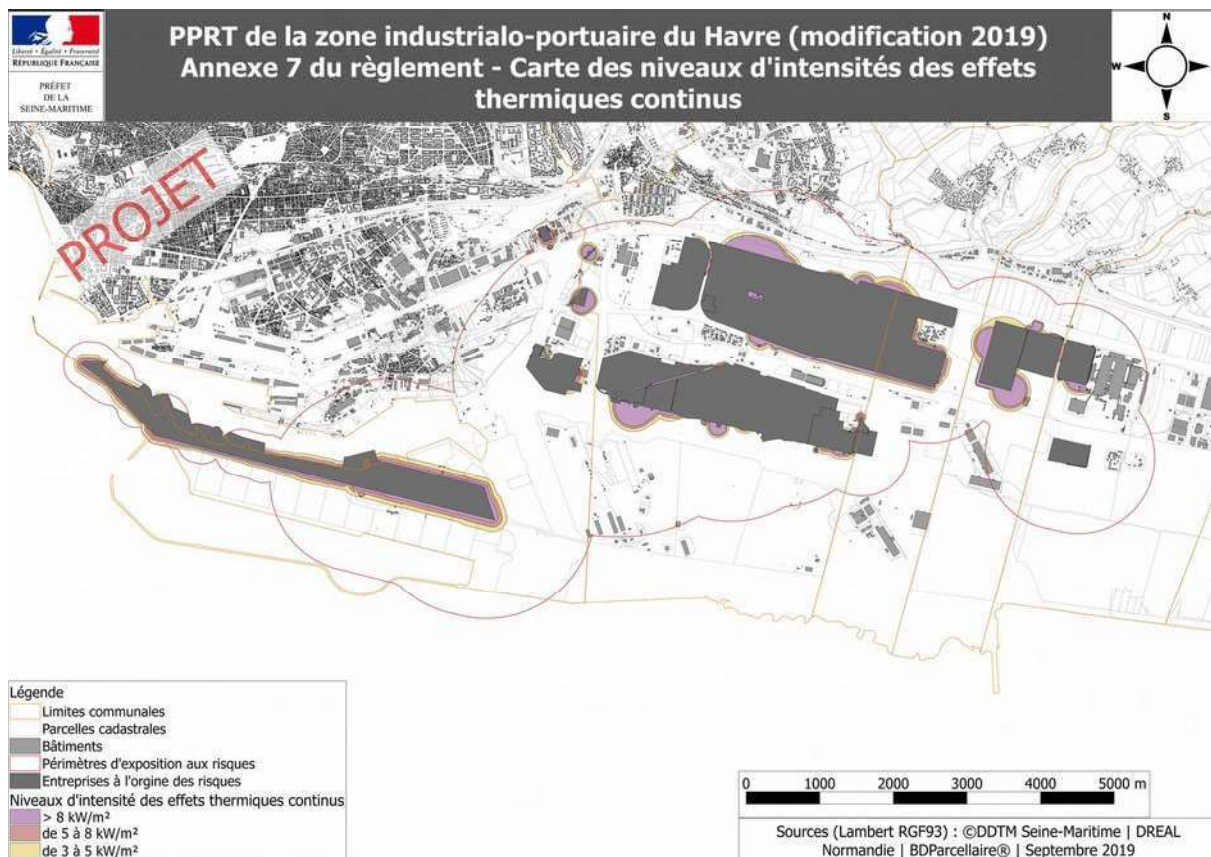 PPRT de la zone industrialo-portuaire du Havre (modification 2019)
Annexe 7 du règlement - Carte des niveaux d'intensités des effets
thermiques continus
Liberté • Égalité • Fraternité
RÉPUBLIQUE FRANÇAISE
PRÉFET
DE LA
SEINE-MARITIME
N
W
E
S
PROJET
Légende
Limites communales
Parcelles cadastrales
Bâtiments
Périmètres d'exposition aux risques
Entreprises à l'orgine des risques
Niveaux d'intensité des effets thermiques continus
> 8 kW/m²
de 5 à 8 kW/m²
de 3 à 5 kW/m²
0 1000 2000 3000 4000 5000 m
Sources (Lambert RGF93) : ©DDTM Seine-Maritime | DREAL
Normandie | BDParcellaire® | Septembre 2019